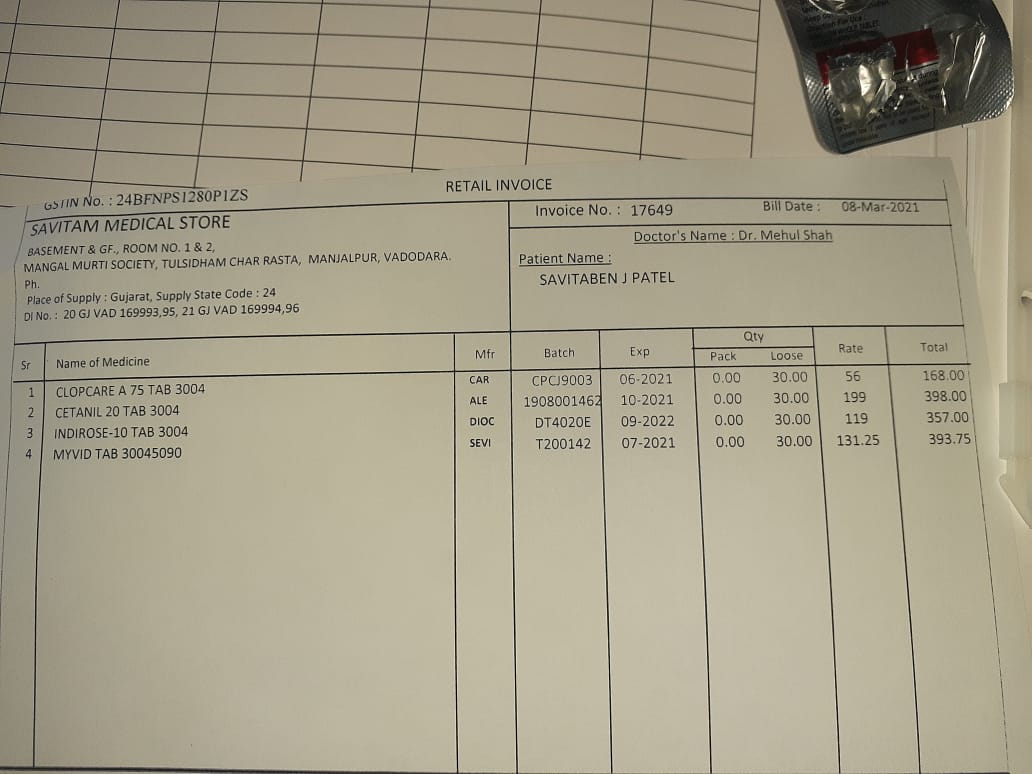 GSTIN No. : 24BFNPS1280P1ZS
RETAIL INVOICE
SAVITAM MEDICAL STORE
BASEMENT & GF., ROOM NO. 1 & 2,
MANGAL MURTI SOCIETY, TULSIDHAM CHAR RASTA, MANJALPUR, VADODARA.
Ph.
Place of Supply : Gujarat, Supply State Code : 24
Dl No. : 20 GJ VAD 169993,95, 21 GJ VAD 169994,96
Invoice No. : 17649 Bill Date : 08-Mar-2021
Doctor's Name : Dr. Mehul Shah
Patient Name :
SAVITABEN J PATEL
Sr Name of Medicine Mfr Batch Exp Qty Pack Loose Rate Total
1 CLOPCARE A 75 TAB 3004 CAR CPCJ9003 06-2021 0.00 30.00 56 168.00
2 CETANIL 20 TAB 3004 ALE 1908001462 10-2021 0.00 30.00 199 398.00
3 INDIROSE-10 TAB 3004 DIOC DT4020E 09-2022 0.00 30.00 119 357.00
4 MYVID TAB 30045090 SEVI T200142 07-2021 0.00 30.00 131.25 393.75